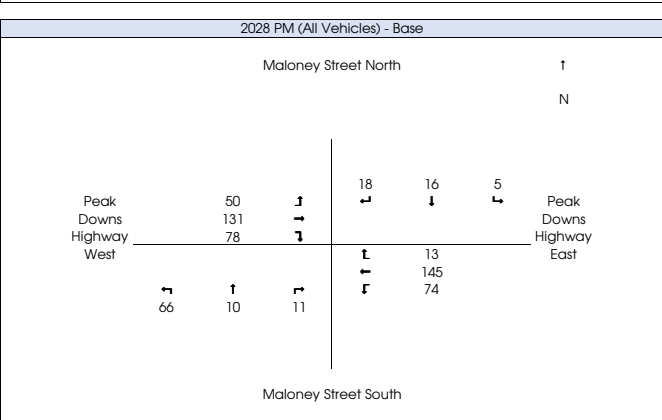 2028 PM (All Vehicles) - Base
Maloney Street North ↑
N
18 16 5
Peak 50 ↰ ↵ ↓ ↳ Peak
Downs 131 → Downs
Highway 78 ↴ Highway
West ↱ 13 East
← 145
↰ ↑ ↱ ↲ 74
66 10 11
Maloney Street South